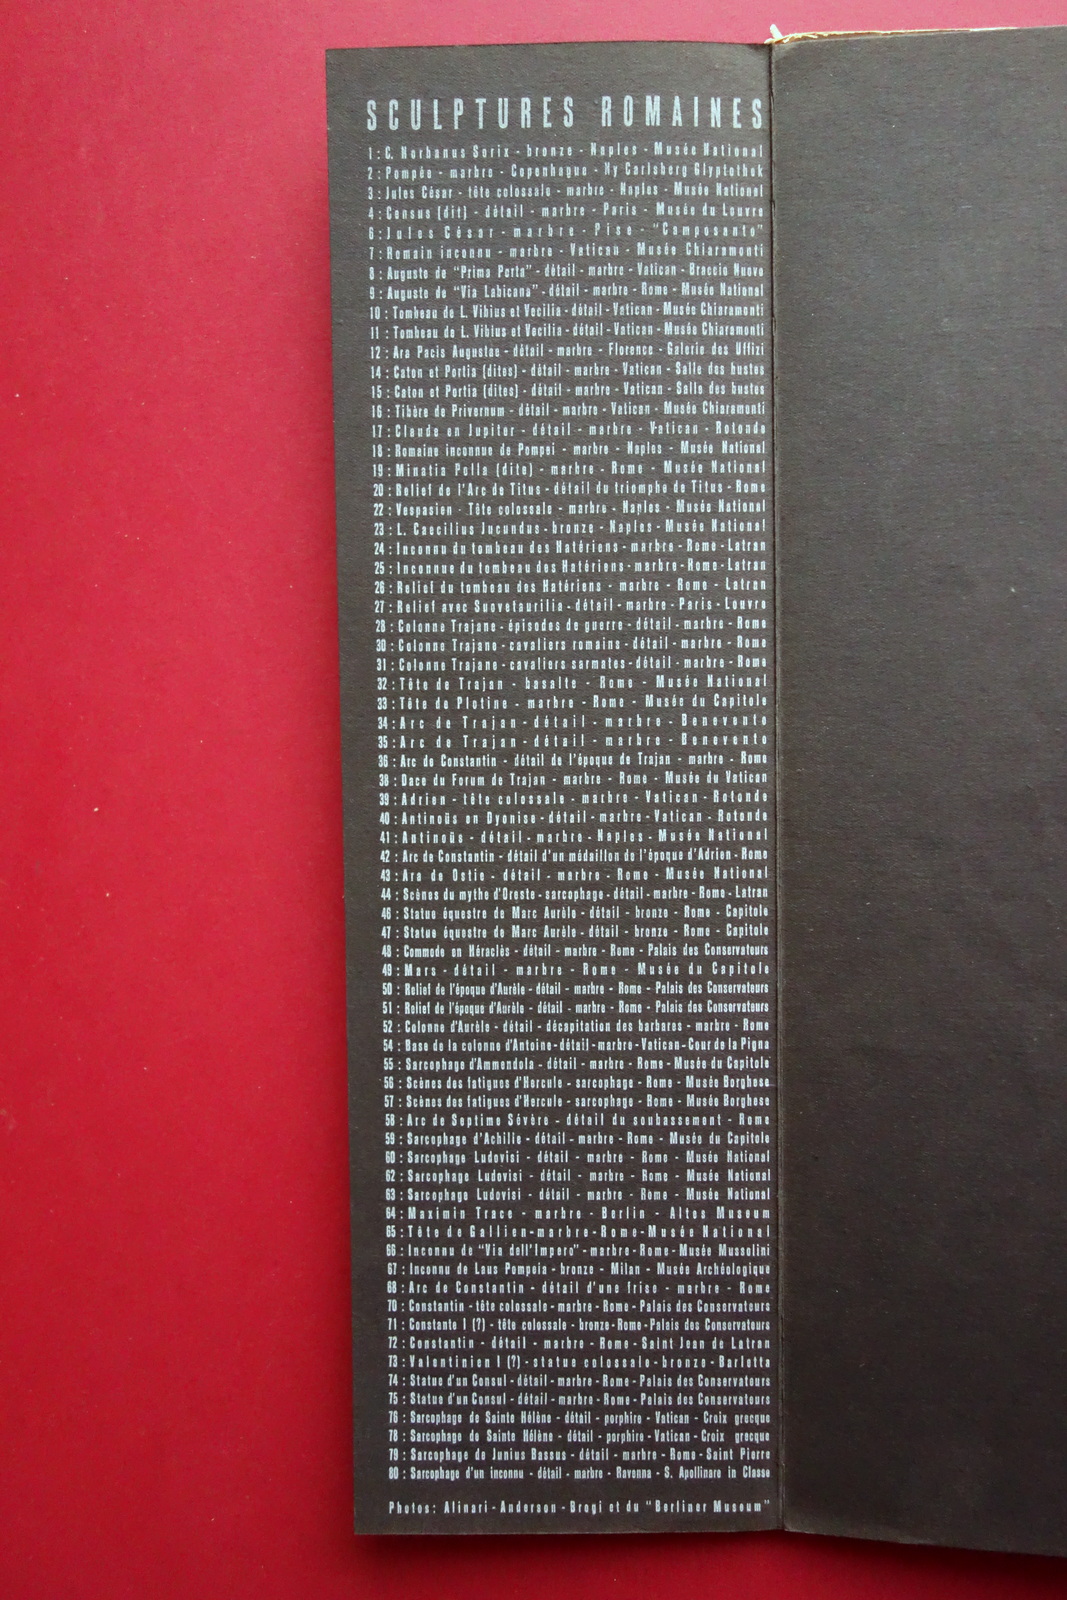 SCULPTURES ROMAINES
1 : C. Norbanus Sorix - bronze - Naples - Musée National
2 : Pompée - marbre - Copenhague - Ny Carlsberg Glyptothek
3 : Jules César - tête colossale - marbre - Naples - Musée National
4 : Census (dit) - détail - marbre - Paris - Musée du Louvre
6 : Jules César - marbre - Pise - "Camposanto"
7 : Romain inconnu - marbre - Vatican - Musée Chiaramonti
8 : Auguste de "Prima Porta" - détail - marbre - Vatican - Braccio Nuovo
9 : Auguste de "Via Labicana" - détail - marbre - Rome - Musée National
10 : Tombeau de L. Vibius et Vecilia - détail - Vatican - Musée Chiaramonti
11 : Tombeau de L. Vibius et Vecilia - détail - Vatican - Musée Chiaramonti
12 : Ara Pacis Augustae - détail - marbre - Florence - Galerie des Uffizi
14 : Caton et Portia (dites) - détail - marbre - Vatican - Salle des bustes
15 : Caton et Portia (dites) - détail - marbre - Vatican - Salle des bustes
16 : Tibère de Privernum - détail - marbre - Vatican - Musée Chiaramonti
17 : Claude en Jupiter - détail - marbre - Vatican - Rotonde
18 : Romaine inconnue de Pompei - marbre - Naples - Musée National
19 : Minatia Polla (dite) - marbre - Rome - Musée National
20 : Relief de l'Arc de Titus - détail du triomphe de Titus - Rome
22 : Vespasien - Tête colossale - marbre - Naples - Musée National
23 : L. Caecilius Jucundus - bronze - Naples - Musée National
24 : Inconnu du tombeau des Hatériens - marbre - Rome - Latran
25 : Inconnue du tombeau des Hatériens - marbre - Rome - Latran
26 : Relief du tombeau des Hatériens - marbre - Rome - Latran
27 : Relief avec Suovetaurilia - détail - marbre - Paris - Louvre
28 : Colonne Trajane - épisodes de guerre - détail - marbre - Rome
30 : Colonne Trajane - cavaliers romains - détail - marbre - Rome
31 : Colonne Trajane - cavaliers sarmates - détail - marbre - Rome
32 : Tête de Trajan - basalte - Rome - Musée National
33 : Tête de Plotine - marbre - Rome - Musée du Capitole
34 : Arc de Trajan - détail - marbre - Benevento
35 : Arc de Trajan - détail - marbre - Benevento
36 : Arc de Constantin - détail de l'époque de Trajan - marbre - Rome
38 : Dace du Forum de Trajan - marbre - Rome - Musée du Vatican
39 : Adrien - tête colossale - marbre - Vatican - Rotonde
40 : Antinoüs en Dyonise - détail - marbre - Vatican - Rotonde
41 : Antinoüs - détail - marbre - Naples - Musée National
42 : Arc de Constantin - détail d'un médaillon de l'époque d'Adrien - Rome
43 : Ara de Ostie - détail - marbre - Rome - Musée National
44 : Scènes du mythe d'Oreste - sarcophage - détail - marbre - Rome - Latran
46 : Statue équestre de Marc Aurèle - détail - bronze - Rome - Capitole
47 : Statue équestre de Marc Aurèle - détail - bronze - Rome - Capitole
48 : Commode en Héraclès - détail - marbre - Rome - Palais des Conservateurs
49 : Mars - détail - marbre - Rome - Musée du Capitole
50 : Relief de l'époque d'Aurèle - détail - marbre - Rome - Palais des Conservateurs
51 : Relief de l'époque d'Aurèle - détail - marbre - Rome - Palais des Conservateurs
52 : Colonne d'Aurèle - détail - décapitation des barbares - marbre - Rome
54 : Base de la colonne d'Antoine - détail - marbre - Vatican - Cour de la Pigna
55 : Sarcophage d'Ammendola - détail - marbre - Rome - Musée du Capitole
56 : Scènes des fatigues d'Hercule - sarcophage - Rome - Musée Borghese
57 : Scènes des fatigues d'Hercule - sarcophage - Rome - Musée Borghese
58 : Arc de Septime Sévère - détail du soubassement - Rome
59 : Sarcophage d'Achille - détail - marbre - Rome - Musée du Capitole
60 : Sarcophage Ludovisi - détail - marbre - Rome - Musée National
62 : Sarcophage Ludovisi - détail - marbre - Rome - Musée National
63 : Sarcophage Ludovisi - détail - marbre - Rome - Musée National
64 : Maximin Trace - marbre - Berlin - Altes Museum
65 : Tête de Gallien - marbre - Rome - Musée National
66 : Inconnu de "Via dell'Impero" - marbre - Rome - Musée Mussolini
67 : Inconnu de Laus Pompeia - bronze - Milan - Musée Archéologique
68 : Arc de Constantin - détail d'une frise - marbre - Rome
70 : Constantin - tête colossale - marbre - Rome - Palais des Conservateurs
71 : Constante I (?) - tête colossale - bronze - Rome - Palais des Conservateurs
72 : Constantin - détail - marbre - Rome - Saint Jean de Latran
73 : Valentinien I (?) - statue colossale - bronze - Barletta
74 : Statue d'un Consul - détail - marbre - Rome - Palais des Conservateurs
75 : Statue d'un Consul - détail - marbre - Rome - Palais des Conservateurs
76 : Sarcophage de Sainte Hélène - détail - porphire - Vatican - Croix grecque
78 : Sarcophage de Sainte Hélène - détail - porphire - Vatican - Croix grecque
79 : Sarcophage de Junius Bassus - détail - marbre - Rome - Saint Pierre
80 : Sarcophage d'un inconnu - détail - marbre - Ravenna - S. Apollinare in Classe
Photos : Alinari - Anderson - Brogi et du "Berliner Museum"